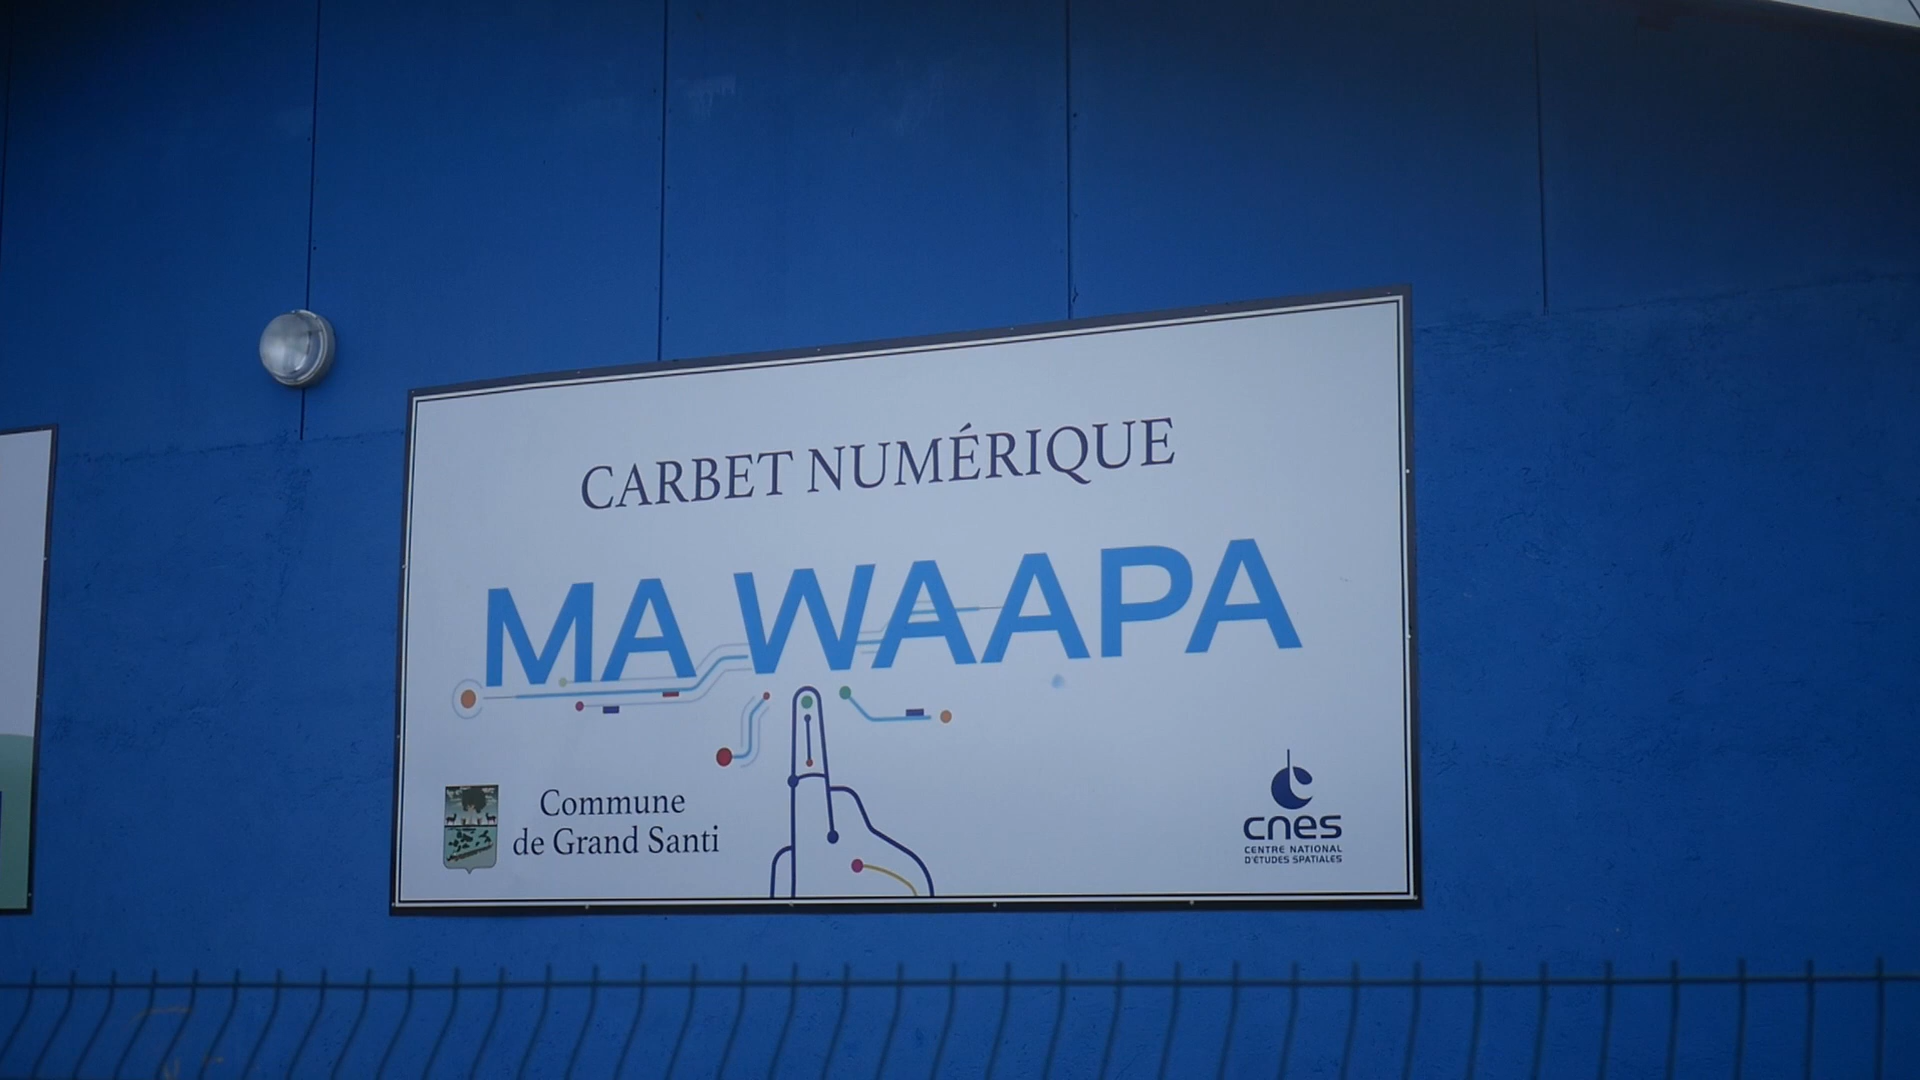 CARBET NUMÉRIQUE
MA WAAPA
Commune
de Grand Santi
cnes
CENTRE NATIONAL
D'ÉTUDES SPATIALES